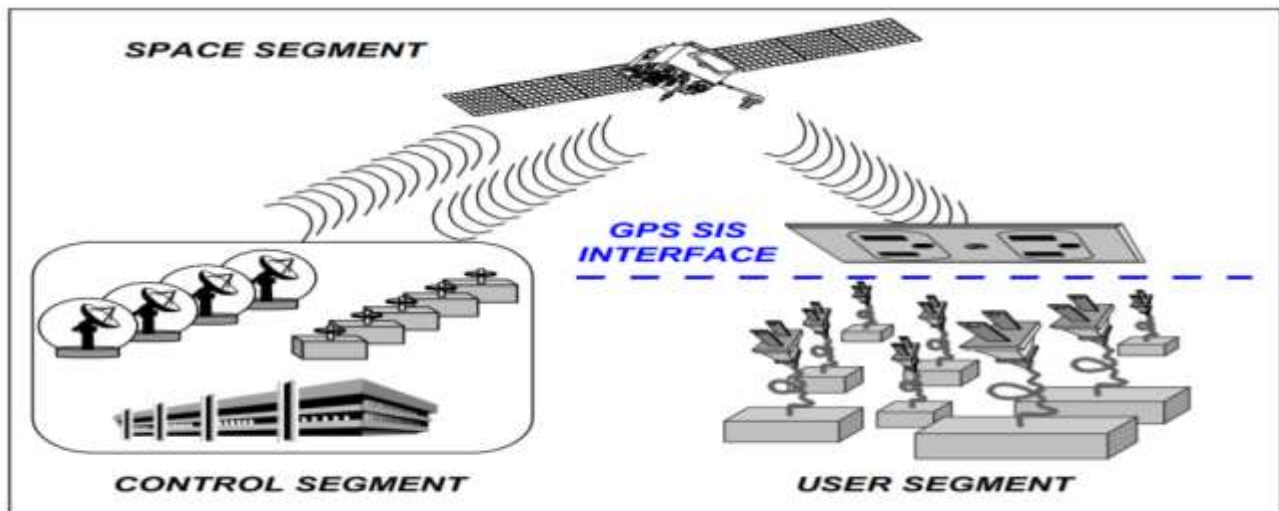 SPACE SEGMENT
GPS SIS
INTERFACE
CONTROL SEGMENT
USER SEGMENT